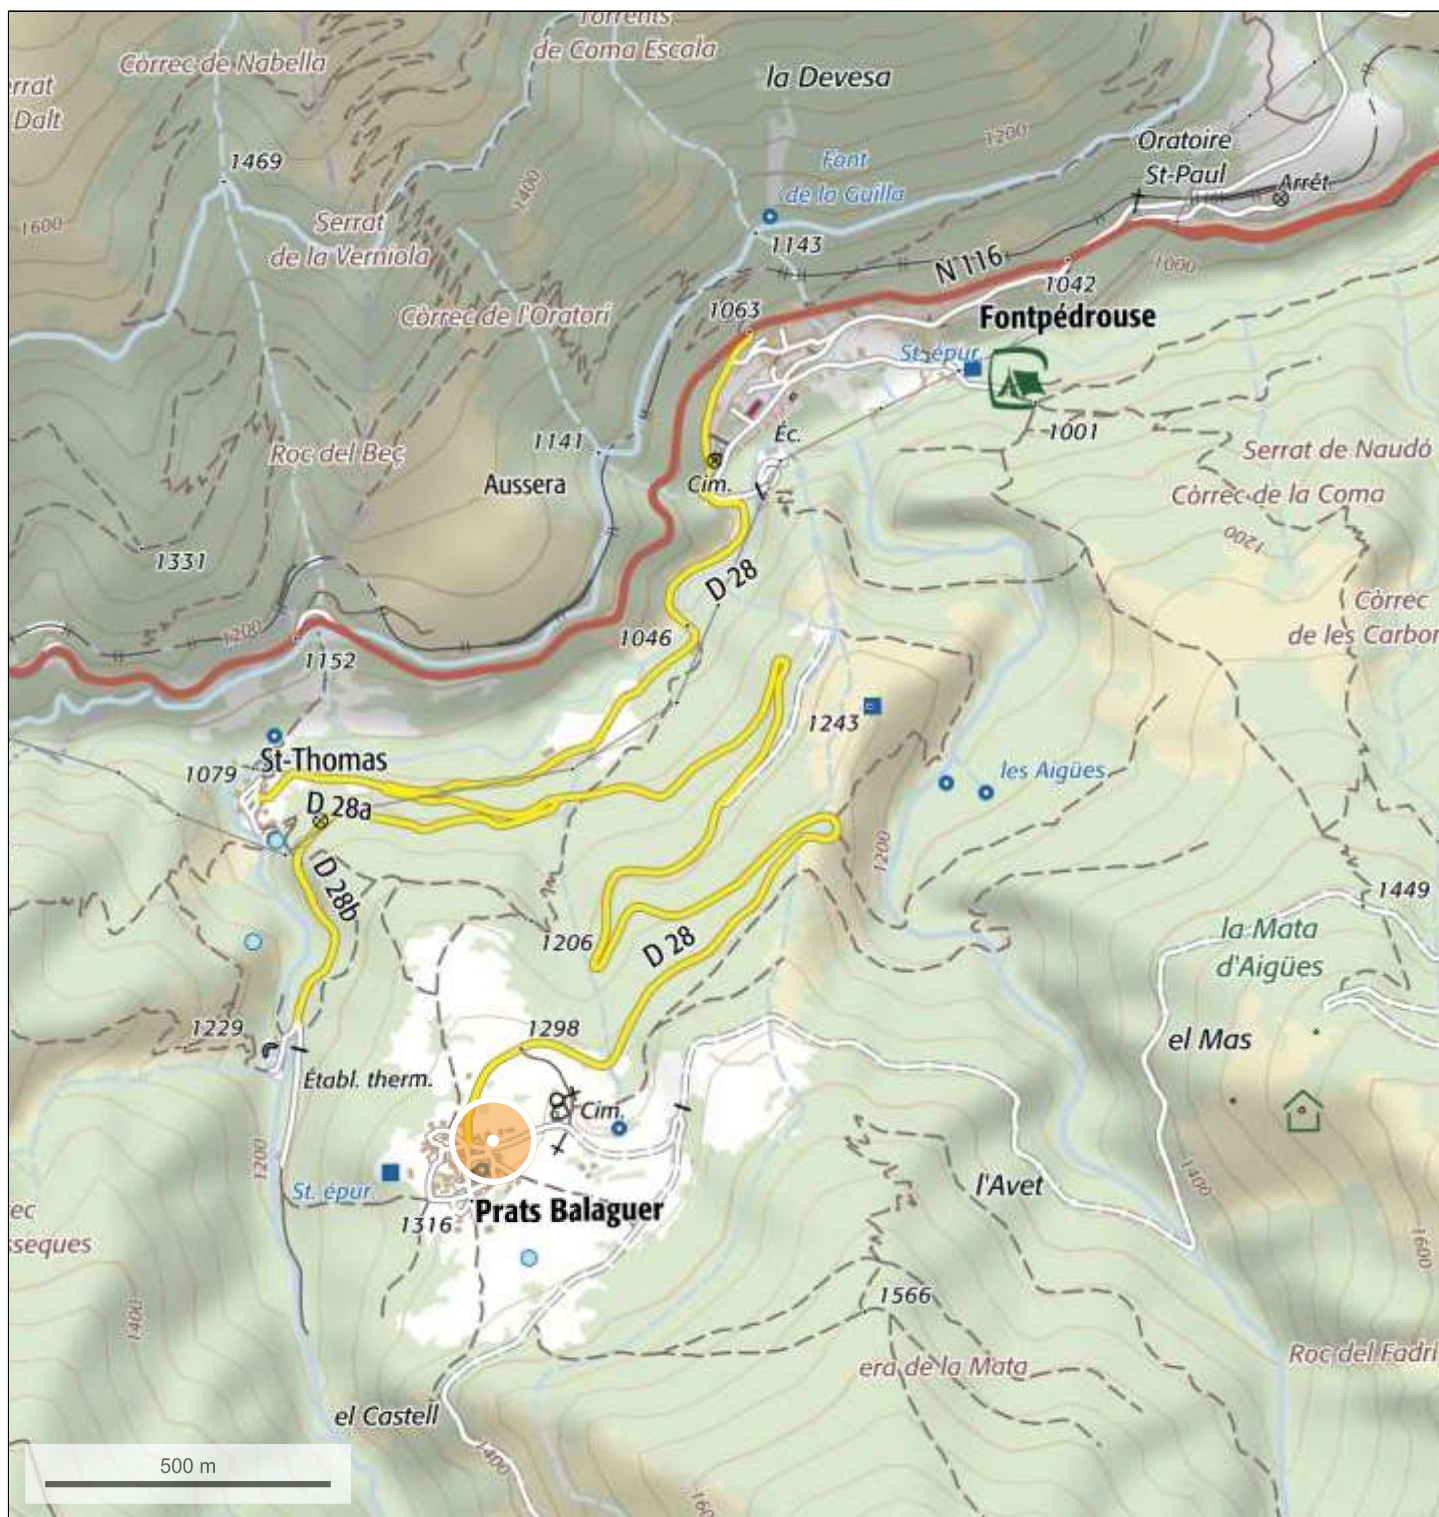 Torrents
de Coma Escala
Còrrec de Nabella
la Devesa
errat
Dalt
1469
1200
Oratoire
St-Paul
Font
de la Guilla
Arrêt
1400
1600
Serrat
de la Verniola
1143
N 116
1000
1042
Còrrec de l'Oratori
1063
Fontpédrouse
St. épur.
1001
Éc.
1141
Roc del Bec
Serrat de Naudó
Aussera
Cim.
Còrrec de la Coma
1200
1331
D 28
Còrrec
de les Carbor
1200
1046
1152
1243
St-Thomas
1079
les Aigües
D 28a
1200
D 28b
1449
1206
D 28
la Mata
d'Aigües
1229
1298
el Mas
Établ. therm.
Cim.
1200
St. épur.
l'Avet
1400
1316
Prats Balaguer
ec
sseques
1600
1566
1400
era de la Mata
Roc del Fadri
el Castell
1400
500 m
160